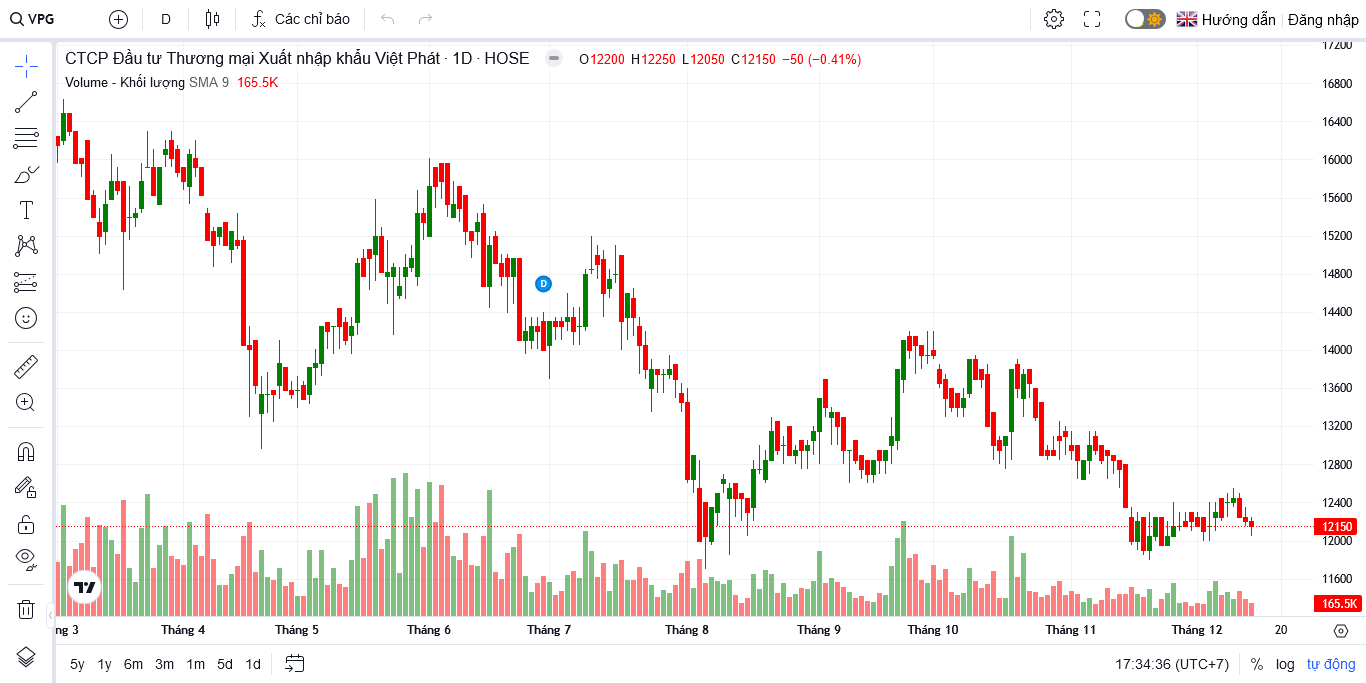 VPG D Các chỉ báo Hướng dẫn Đăng nhập
CTCP Đầu tư Thương mại Xuất nhập khẩu Việt Phát · 1D · HOSE O12200 H12250 L12050 C12150 −50 (−0.41%)
Volume - Khối lượng SMA 9 165.5K
17200
16800
16400
16000
15600
15200
14800
14400
14000
13600
13200
12800
12400
12150
12000
11600
165.5K
D
ng 3 Tháng 4 Tháng 5 Tháng 6 Tháng 7 Tháng 8 Tháng 9 Tháng 10 Tháng 11 Tháng 12 20
5y 1y 6m 3m 1m 5d 1d 17:34:36 (UTC+7) % log tự động